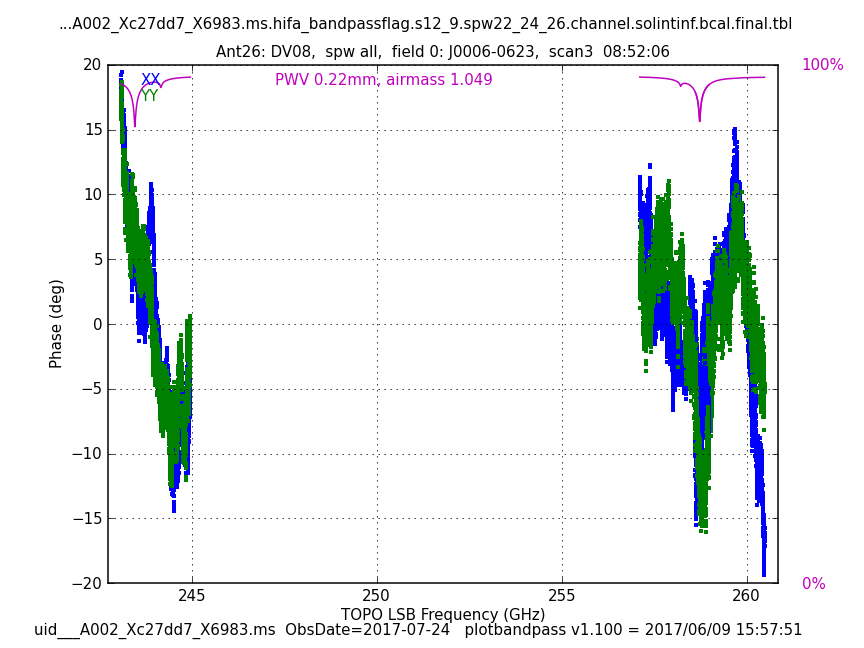 ...A002_Xc27dd7_X6983.ms.hifa_bandpassflag.s12_9.spw22_24_26.channel.solintinf.bcal.final.tbl
Ant26: DV08, spw all, field 0: J0006-0623, scan3 08:52:06
20
15
10
5
0
−5
−10
−15
−20
Phase (deg)
XX
YY
PWV 0.22mm, airmass 1.049
100%
0%
245
250
255
260
TOPO LSB Frequency (GHz)
uid___A002_Xc27dd7_X6983.ms ObsDate=2017-07-24 plotbandpass v1.100 = 2017/06/09 15:57:51